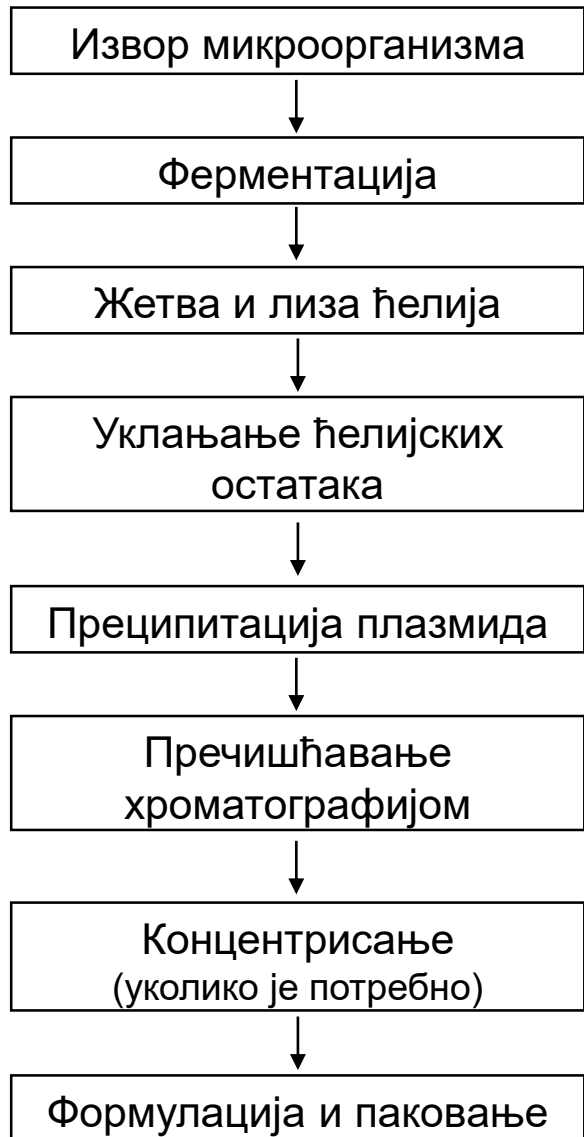 Извор микроорганизма
Ферментација
Жетва и лиза ћелија
Уклањање ћелијских
остатака
Преципитација плазмида
Пречишћавање
хроматографијом
Концентрисање
(уколико је потребно)
Формулација и паковање